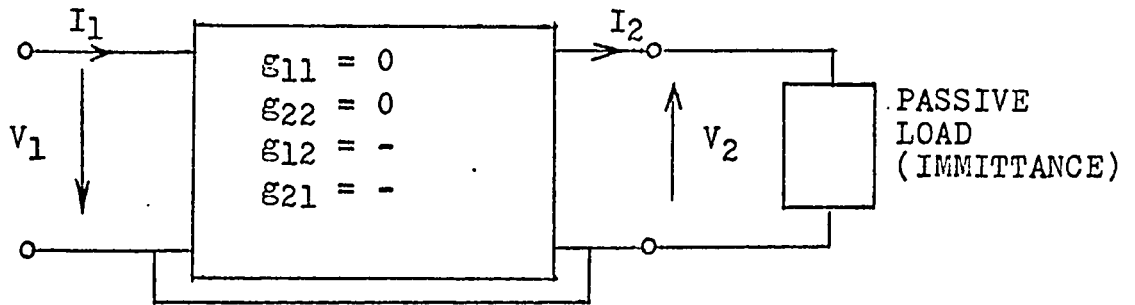 I1
I2
g11 = 0
g22 = 0
g12 = -
g21 = -
V1
V2
PASSIVE
LOAD
(IMMITTANCE)